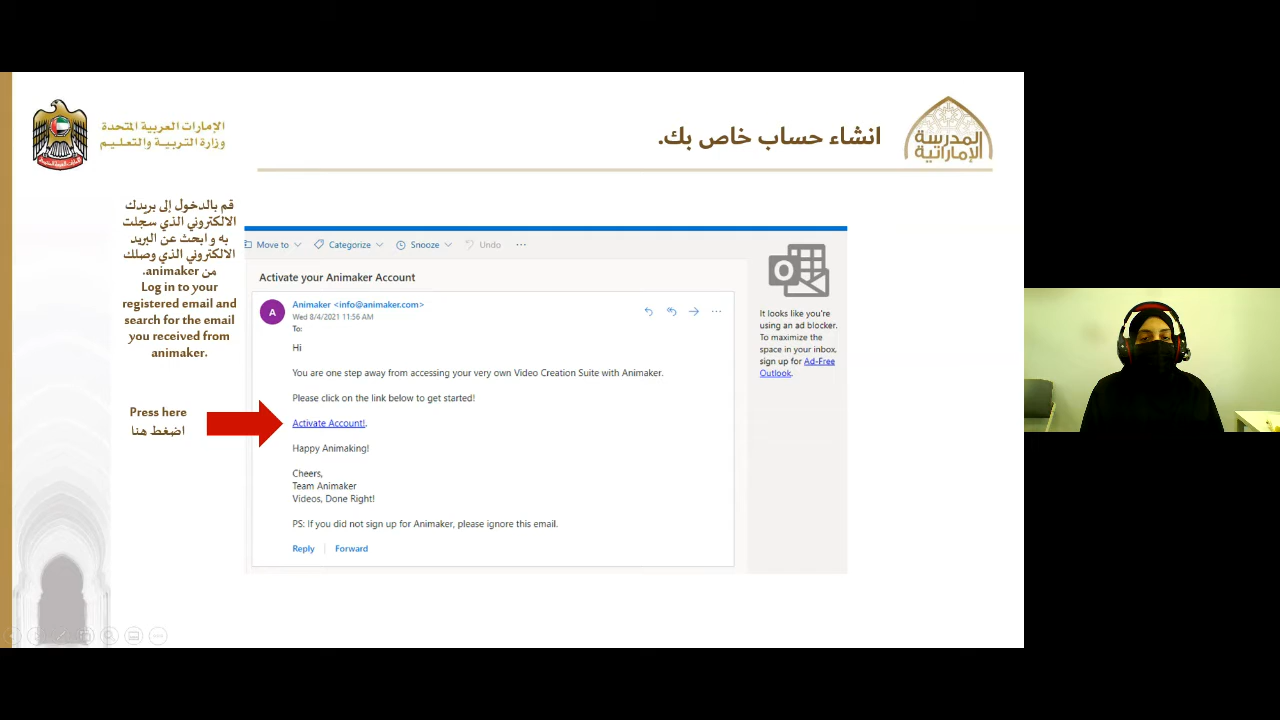 الإمارات العربية المتحدة
وزارة التربية والتعليم
انشاء حساب خاص بك.
المدرسة
الإماراتية
قم بالدخول إلى بريدك
الالكتروني الذي سجلت
به و ابحث عن البريد
الالكتروني الذي وصلك
من animaker.
Log in to your
registered email and
search for the email
you received from
animaker.
Press here
اضغط هنا
Move to
Categorize
Snooze
Undo
Activate your Animaker Account
A
Animaker <info@animaker.com>
Wed 8/4/2021 11:56 AM
To:
Hi
You are one step away from accessing your very own Video Creation Suite with Animaker.
Please click on the link below to get started!
Activate Account!.
Happy Animaking!
Cheers,
Team Animaker
Videos, Done Right!
PS: If you did not sign up for Animaker, please ignore this email.
Reply
Forward
It looks like you're
using an ad blocker.
To maximize the
space in your inbox,
sign up for Ad-Free
Outlook.